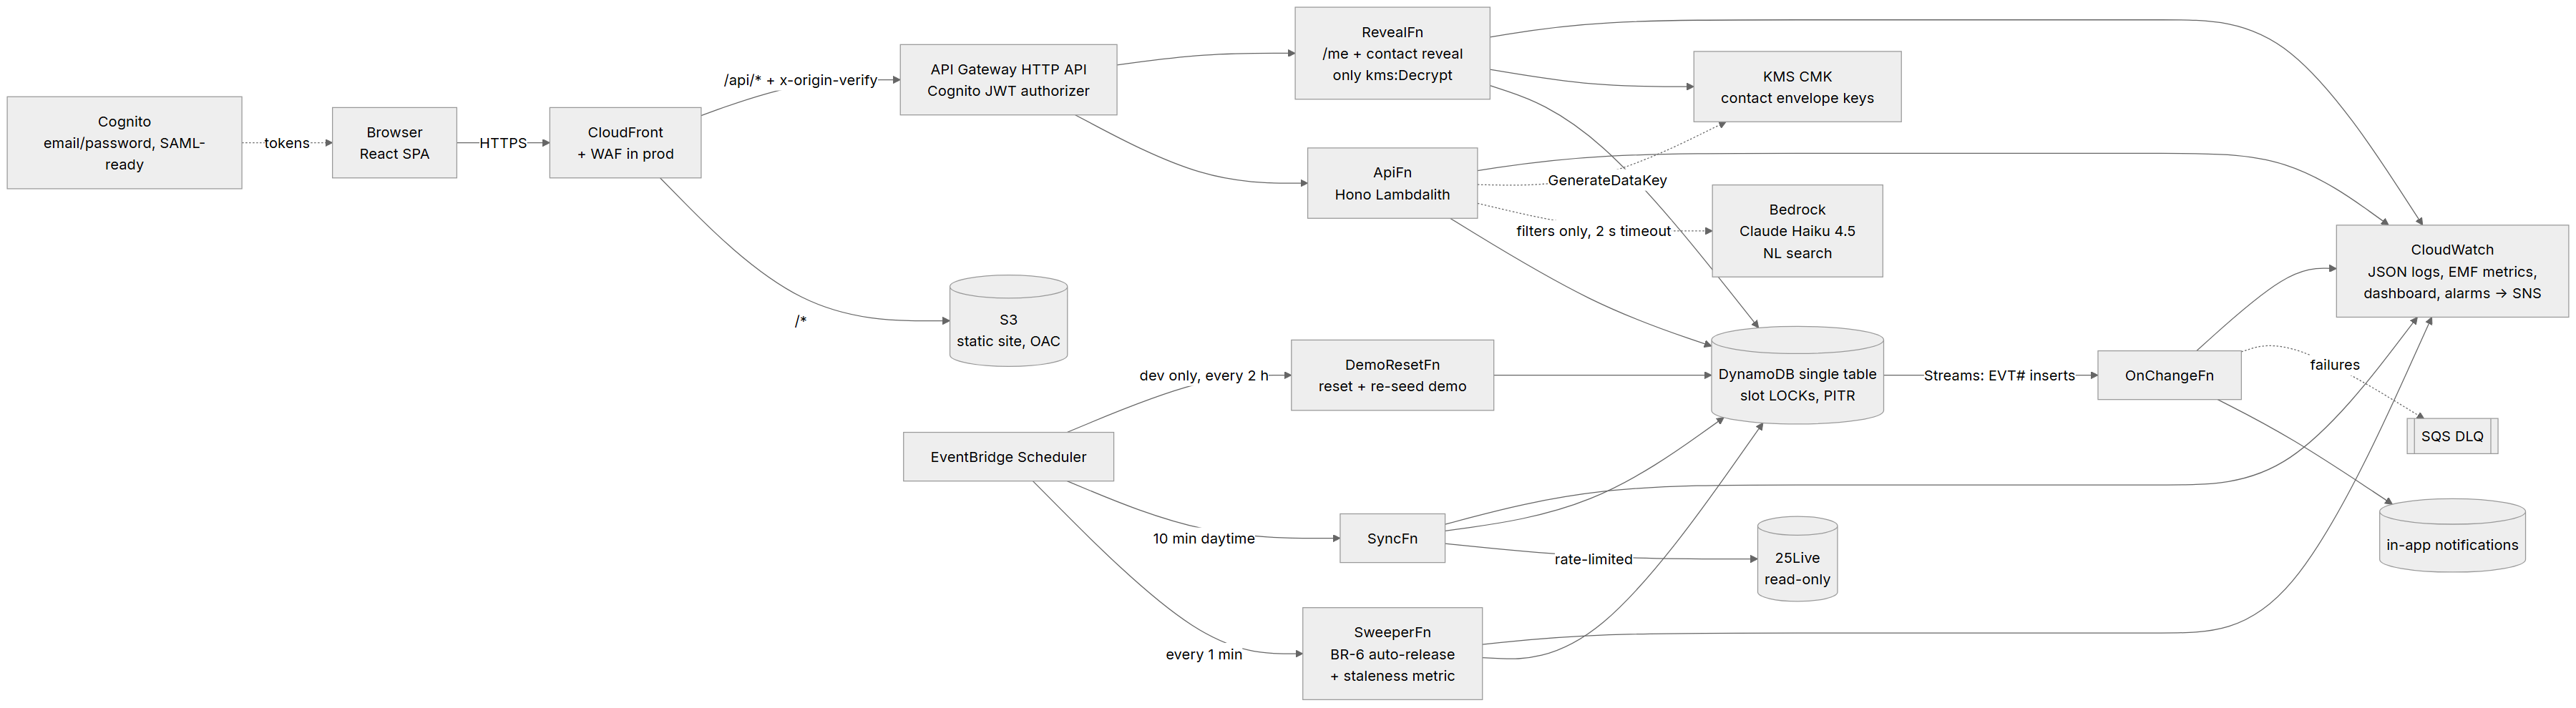 Cognito
email/password, SAML-
ready
tokens
Browser
React SPA
HTTPS
CloudFront
+ WAF in prod
/api/* + x-origin-verify
/*
API Gateway HTTP API
Cognito JWT authorizer
S3
static site, OAC
RevealFn
/me + contact reveal
only kms:Decrypt
ApiFn
Hono Lambdalith
KMS CMK
contact envelope keys
GenerateDataKey
filters only, 2 s timeout
Bedrock
Claude Haiku 4.5
NL search
EventBridge Scheduler
dev only, every 2 h
10 min daytime
every 1 min
DemoResetFn
reset + re-seed demo
SyncFn
SweeperFn
BR-6 auto-release
+ staleness metric
rate-limited
DynamoDB single table
slot LOCKs, PITR
25Live
read-only
Streams: EVT# inserts
OnChangeFn
failures
CloudWatch
JSON logs, EMF metrics,
dashboard, alarms → SNS
SQS DLQ
in-app notifications